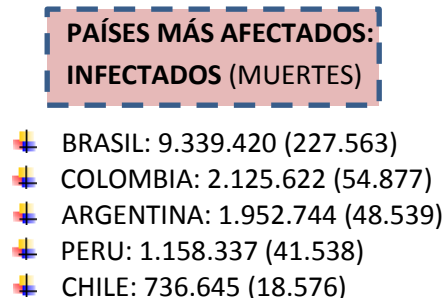 PAÍSES MÁS AFECTADOS:
INFECTADOS (MUERTES)
BRASIL: 9.339.420 (227.563)
COLOMBIA: 2.125.622 (54.877)
ARGENTINA: 1.952.744 (48.539)
PERU: 1.158.337 (41.538)
CHILE: 736.645 (18.576)